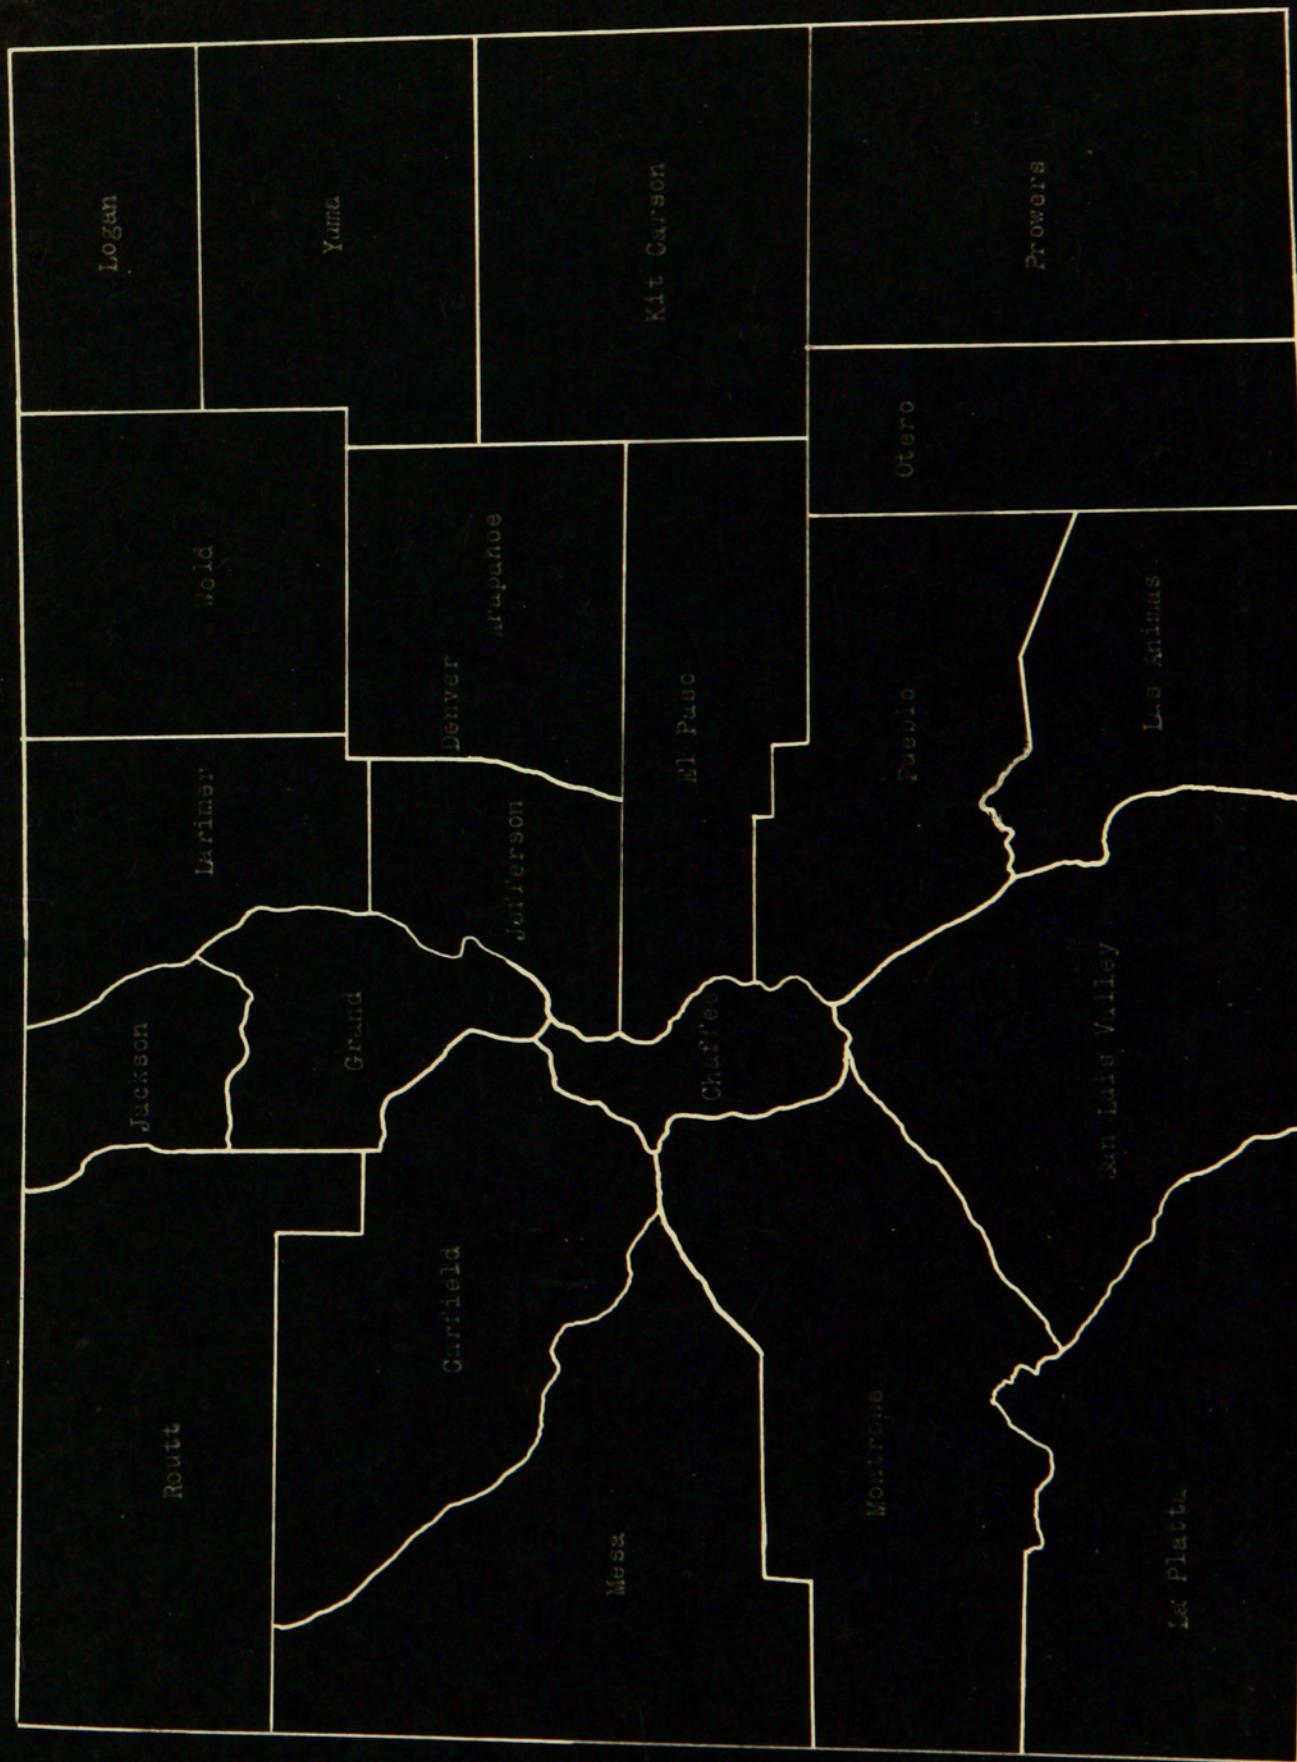 Routt
Jackson
Larimer
Weld
Logan
Grand
Yuma
Garfield
Denver
Jefferson
Arapahoe
Mesa
Chaffee
El Paso
Kit Carson
Montrose
Pueblo
Otero
San Luis Valley
Prowers
La Platta
Las Animas